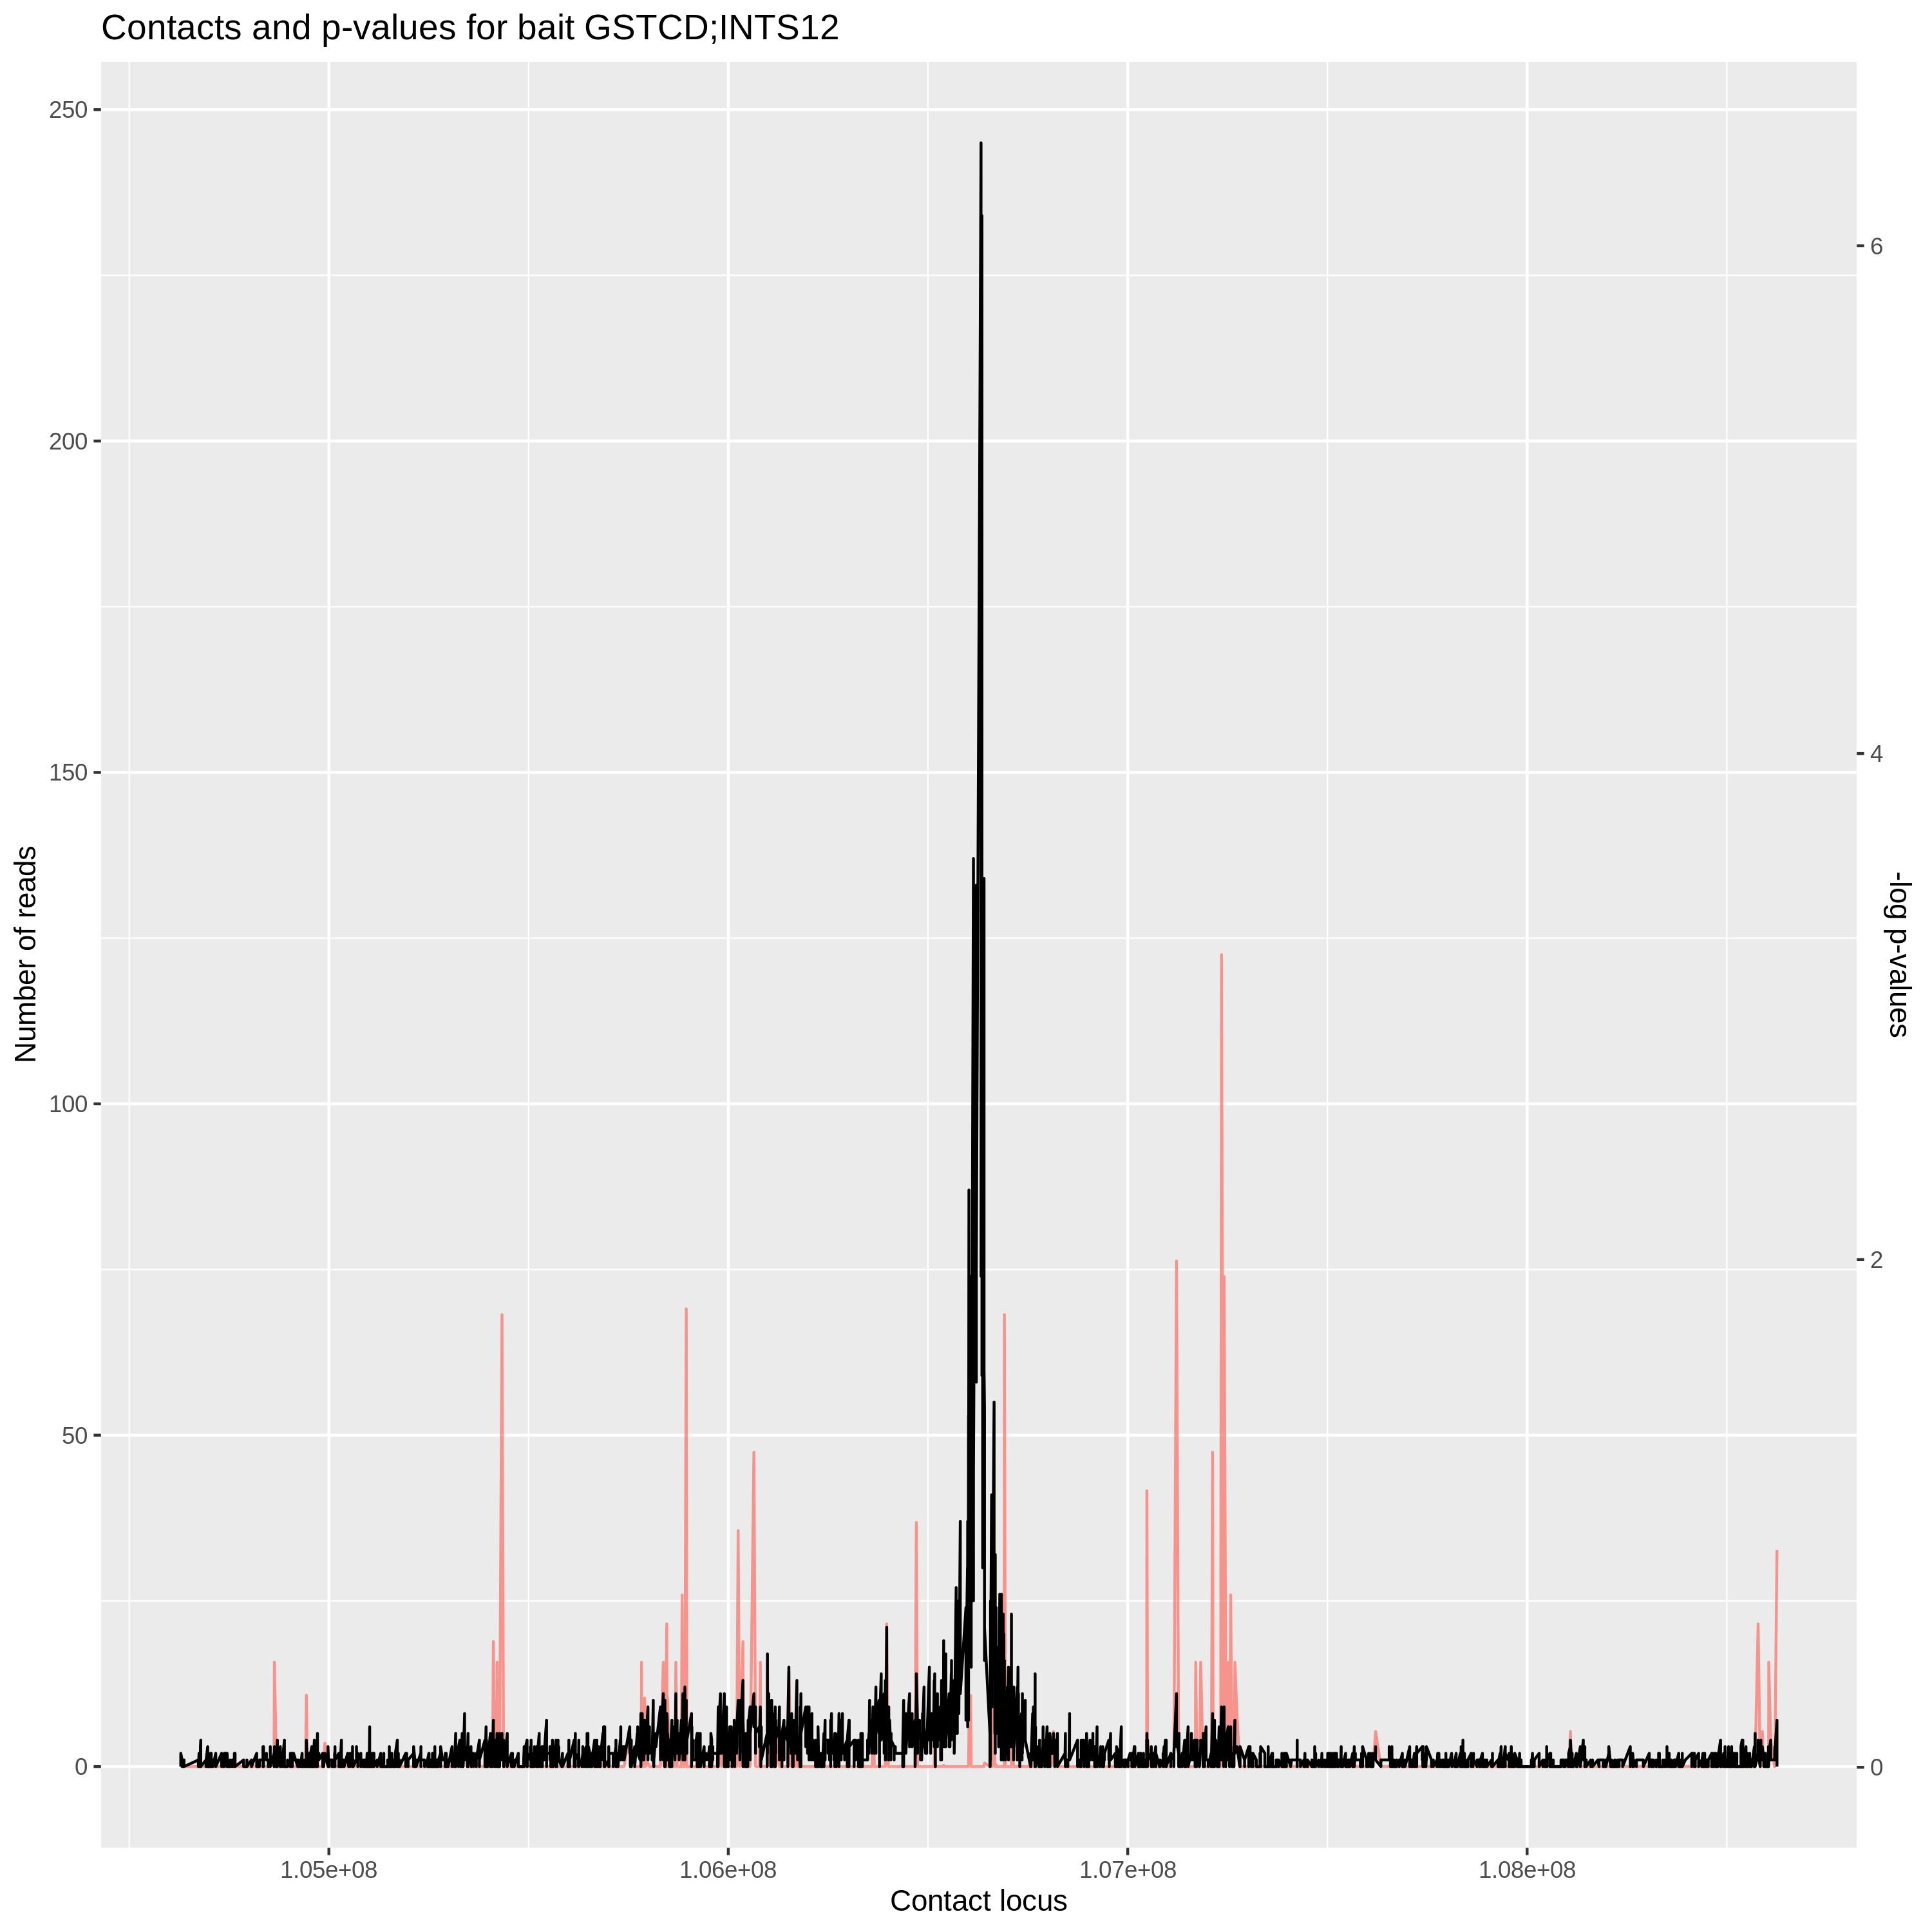 Contacts and p-values for bait GSTCD;INTS12
250
200
150
100
50
0
Number of reads
6
4
2
0
-log p-values
1.05e+08
1.06e+08
1.07e+08
1.08e+08
Contact locus